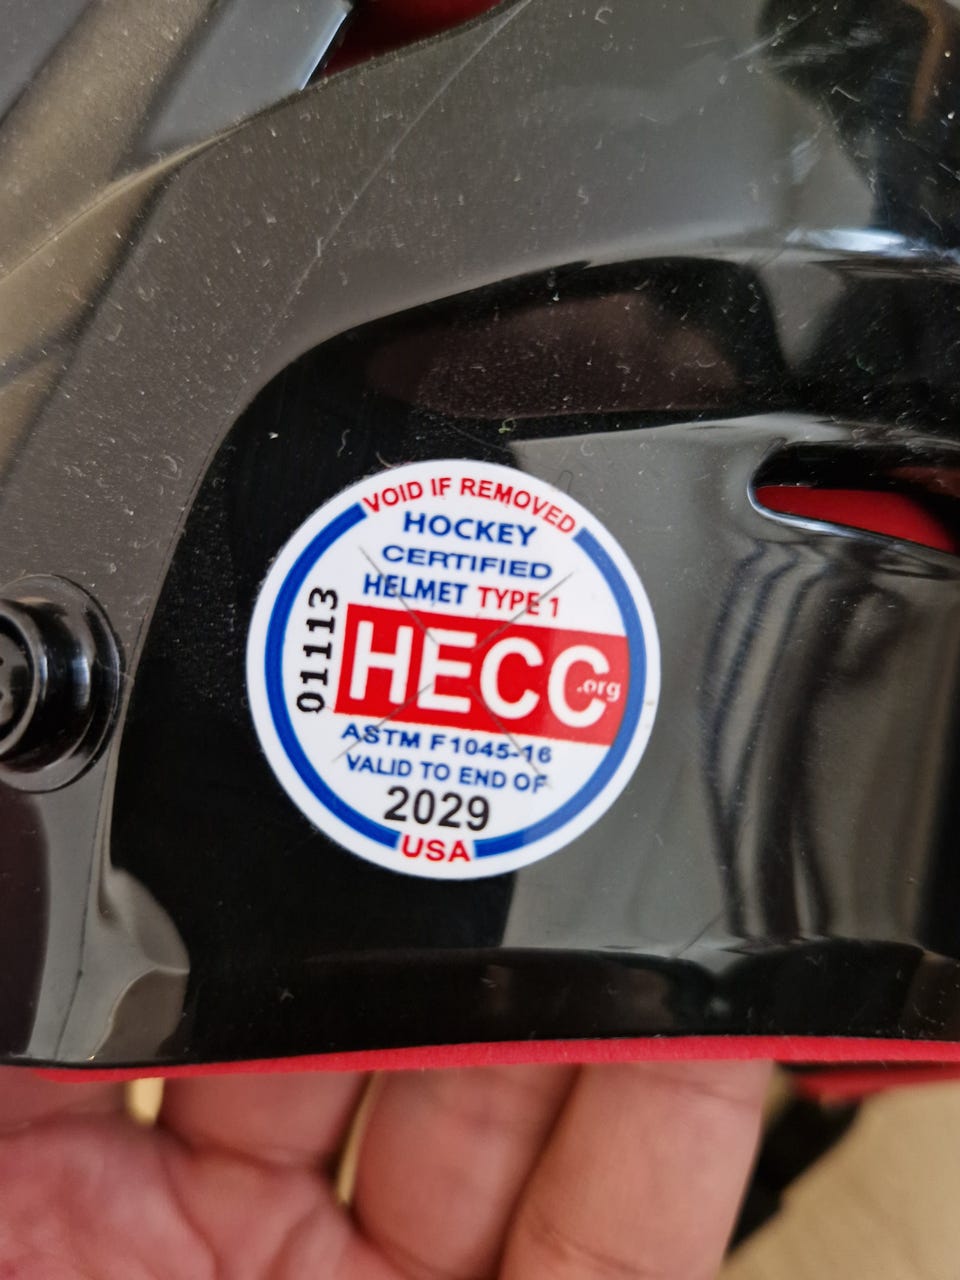 VOID IF REMOVED
HOCKEY
CERTIFIED
HELMET TYPE 1
01113
HECC.org
ASTM F1045-16
VALID TO END OF
2029
USA